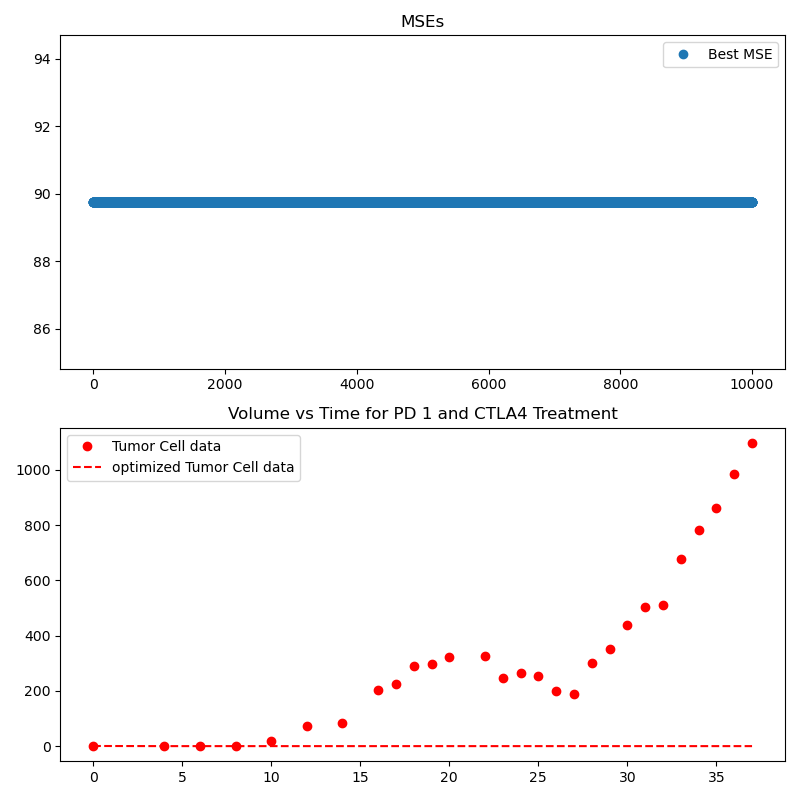 MSEs
94
92
90
88
86
Best MSE
0 2000 4000 6000 8000 10000
Volume vs Time for PD 1 and CTLA4 Treatment
Tumor Cell data
optimized Tumor Cell data
1000
800
600
400
200
0
0 5 10 15 20 25 30 35